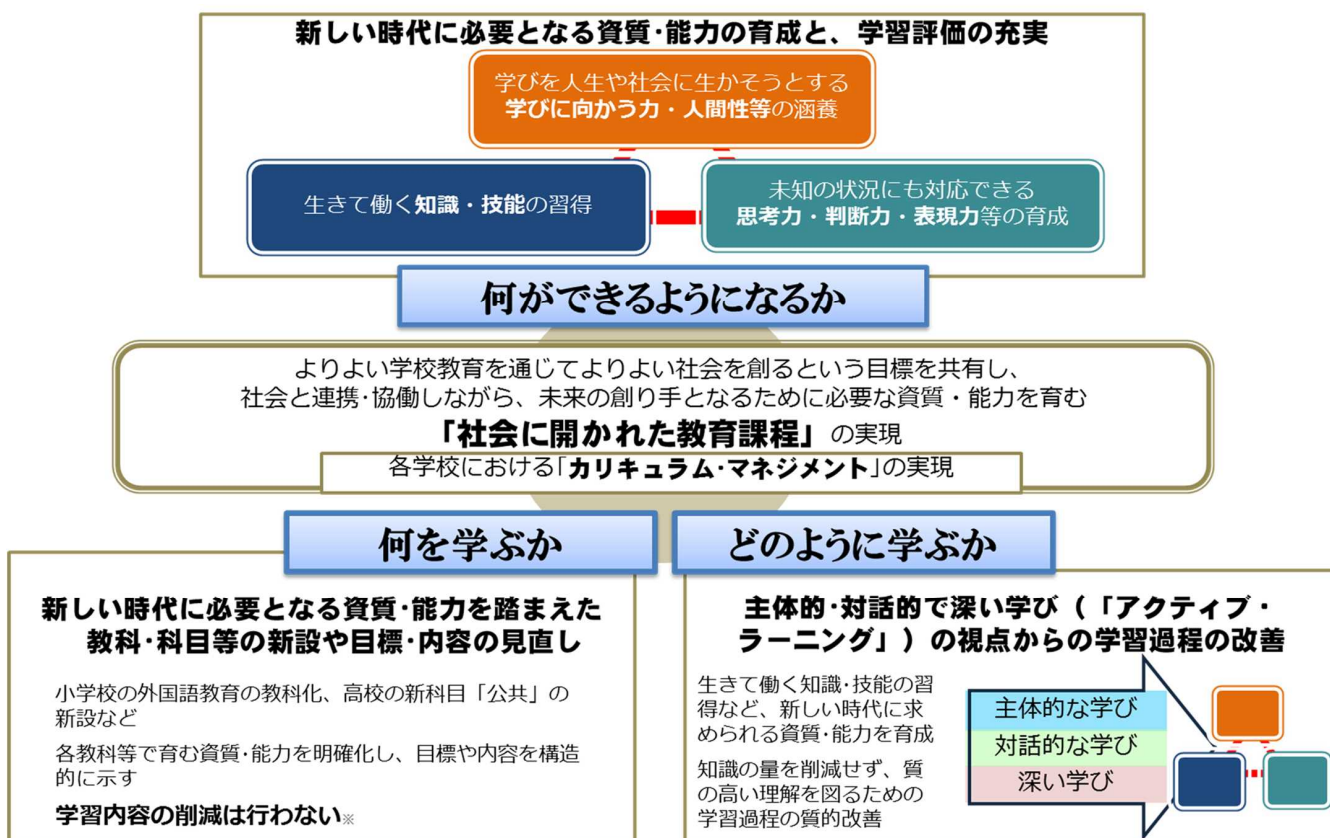 新しい時代に必要となる資質･能力の育成と、学習評価の充実
学びを人生や社会に生かそうとする
学びに向かう力・人間性等の涵養
生きて働く知識・技能の習得
未知の状況にも対応できる
思考力・判断力・表現力等の育成
何ができるようになるか
よりよい学校教育を通じてよりよい社会を創るという目標を共有し、
社会と連携･協働しながら、未来の創り手となるために必要な資質・能力を育む
「社会に開かれた教育課程」の実現
各学校における｢カリキュラム･マネジメント｣の実現
何を学ぶか
新しい時代に必要となる資質･能力を踏まえた
教科･科目等の新設や目標･内容の見直し
小学校の外国語教育の教科化、高校の新科目「公共」の
新設など
各教科等で育む資質･能力を明確化し、目標や内容を構造
的に示す
学習内容の削減は行わない※
どのように学ぶか
主体的･対話的で深い学び（「アクティブ・
ラーニング」）の視点からの学習過程の改善
生きて働く知識･技能の習
得など、新しい時代に求
められる資質･能力を育成
知識の量を削減せず、質
の高い理解を図るための
学習過程の質的改善
主体的な学び
対話的な学び
深い学び